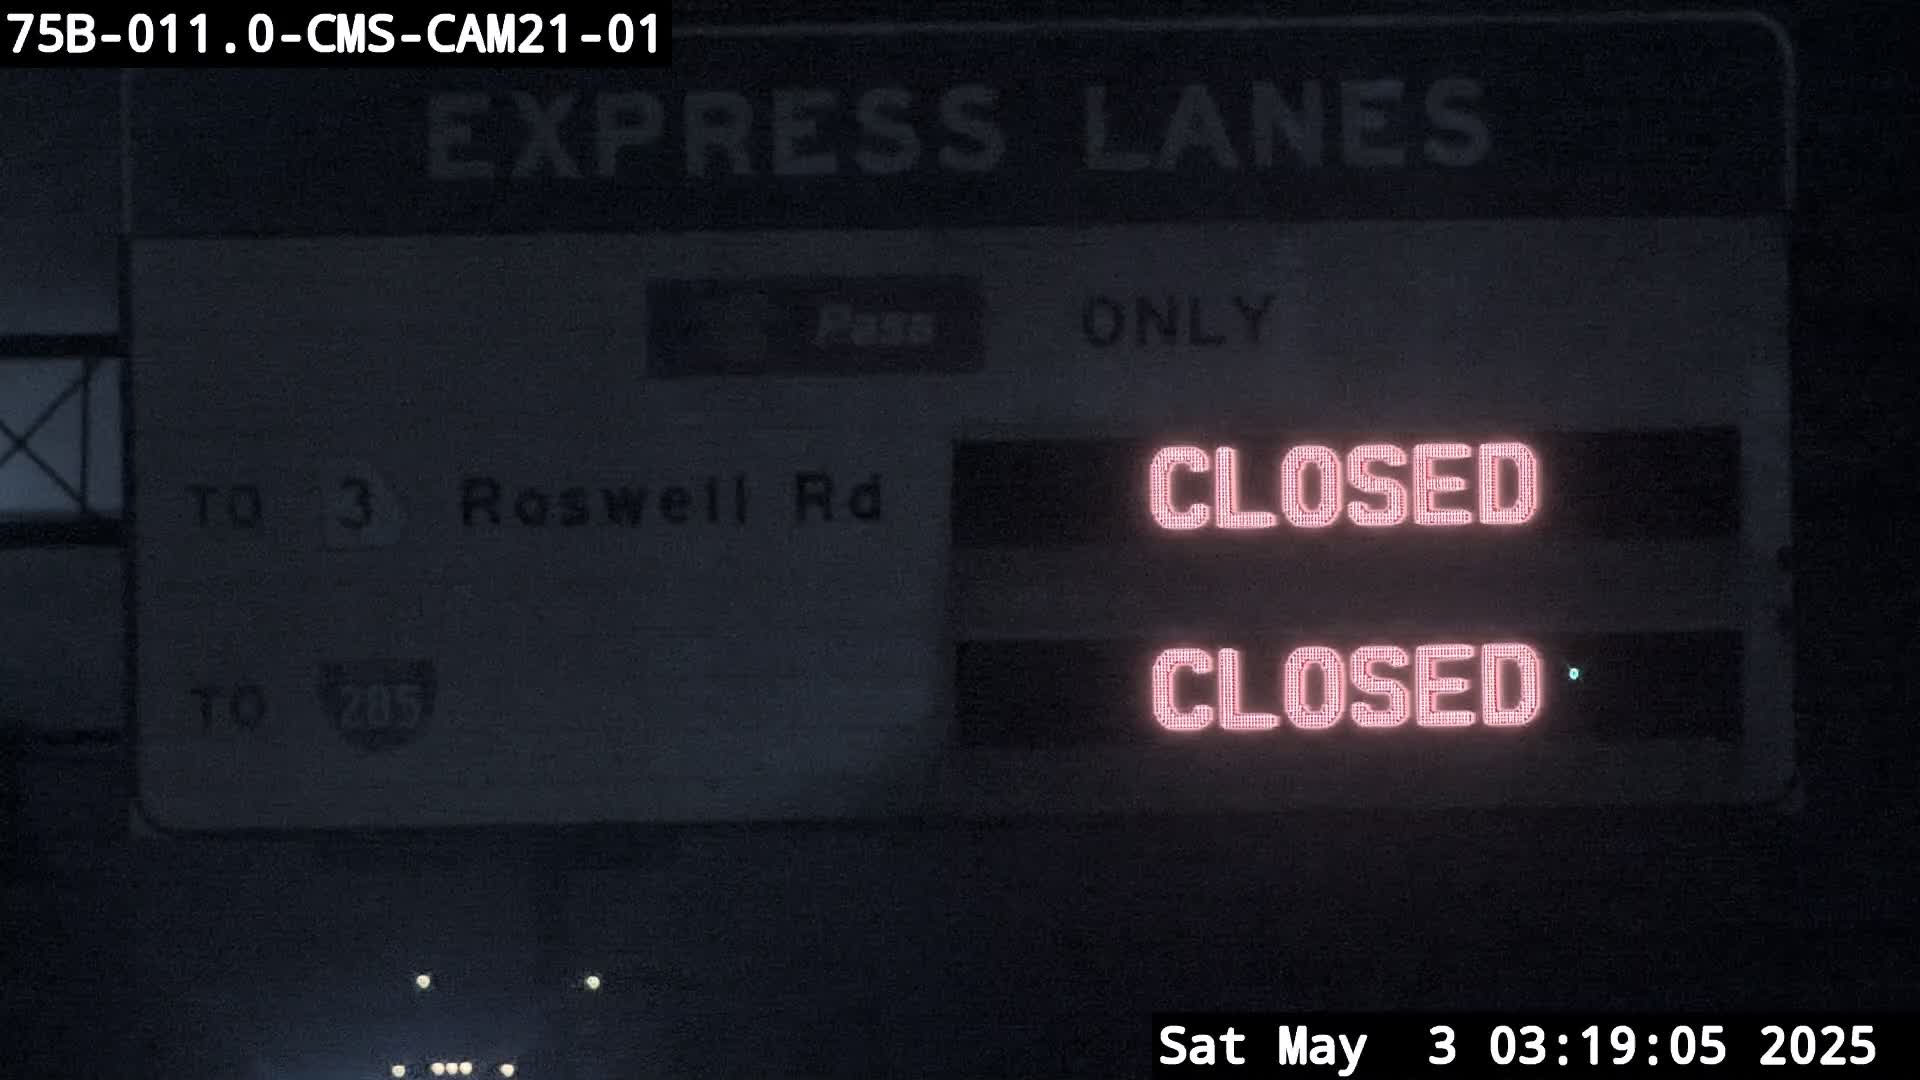 75B-011.0-CMS-CAM21-01
EXPRESS LANES
Pass ONLY
TO 3 Roswell Rd CLOSED
TO 285 CLOSED
Sat May 3 03:19:05 2025